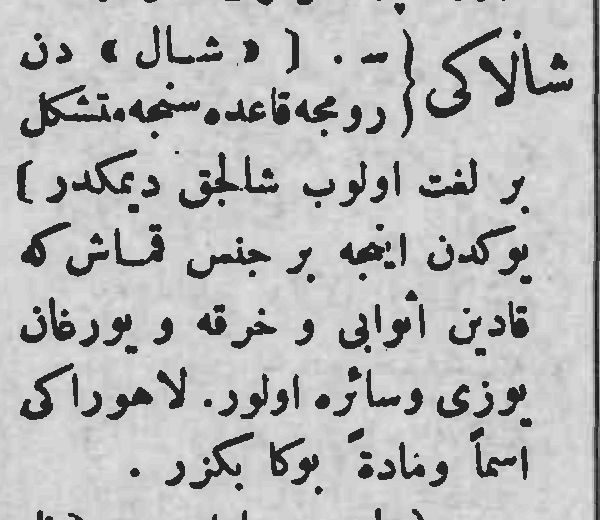 شالاکی { س . [ « شال » دن
رومجه قاعده سنجه متشکل
بر لغت اولوب شالجق دیمکدر ]
یوکدن اینجه بر جنس قماش که
قادین اثوابی و خرقه و یورغان
یوزی وسائره اولور. لاهوراکی
اسماً ومادةً بوکا بکزر .